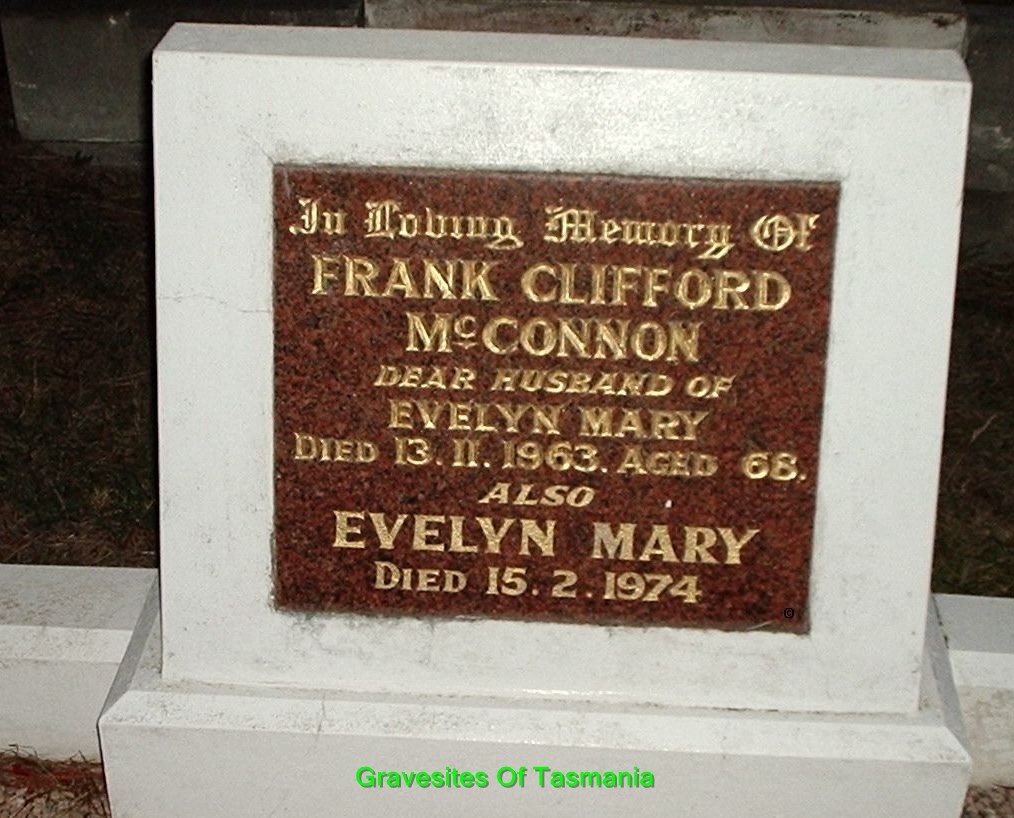 In Loving Memory Of
FRANK CLIFFORD
McCONNON
DEAR HUSBAND OF
EVELYN MARY
DIED 13.11.1963. AGED 68.
ALSO
EVELYN MARY
DIED 15.2.1974
©
Gravesites Of Tasmania